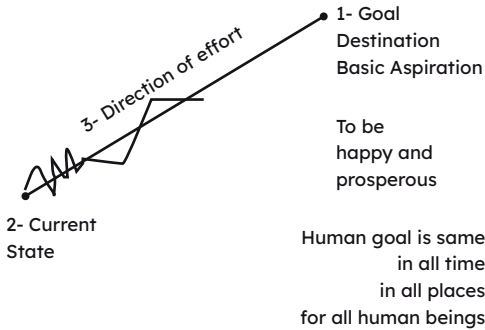 1- Goal
Destination
Basic Aspiration
3- Direction of effort
To be
happy and
prosperous
2- Current
State
Human goal is same
in all time
in all places
for all human beings